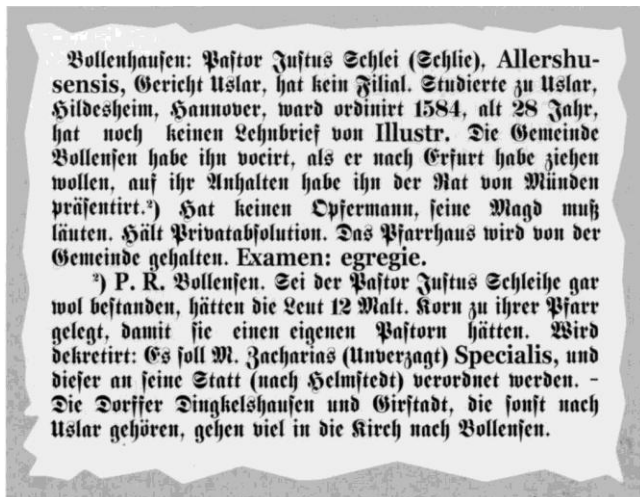 Bollenhausen: Pastor Justus Schlei (Schlie), Allershu-
sensis, Gericht Uslar, hat kein Filial. Studierte zu Uslar,
Hildesheim, Hannover, ward ordinirt 1584, alt 28 Jahr,
hat noch keinen Lehnbrief von Illustr. Die Gemeinde
Bollensen habe ihn vocirt, als er nach Erfurt habe ziehen
wollen, auf ihr Anhalten habe ihn der Rat von Münden
präsentirt.²) Hat keinen Opfermann, seine Magd muß
läuten. Hält Privatabsolution. Das Pfarrhaus wird von der
Gemeinde gehalten. Examen: egregie.
²) P. R. Bollensen. Sei der Pastor Justus Schleihe gar
wol bestanden, hätten die Leut 12 Malt. Korn zu ihrer Pfarr
gelegt, damit sie einen eigenen Pastorn hätten. Wird
dekretirt: Es soll M. Zacharias (Unverzagt) Specialis, und
dieser an seine Statt (nach Helmstedt) verordnet werden. -
Die Dorffer Dingkelshausen und Girstadt, die sonst nach
Uslar gehören, gehen viel in die Kirch nach Bollensen.